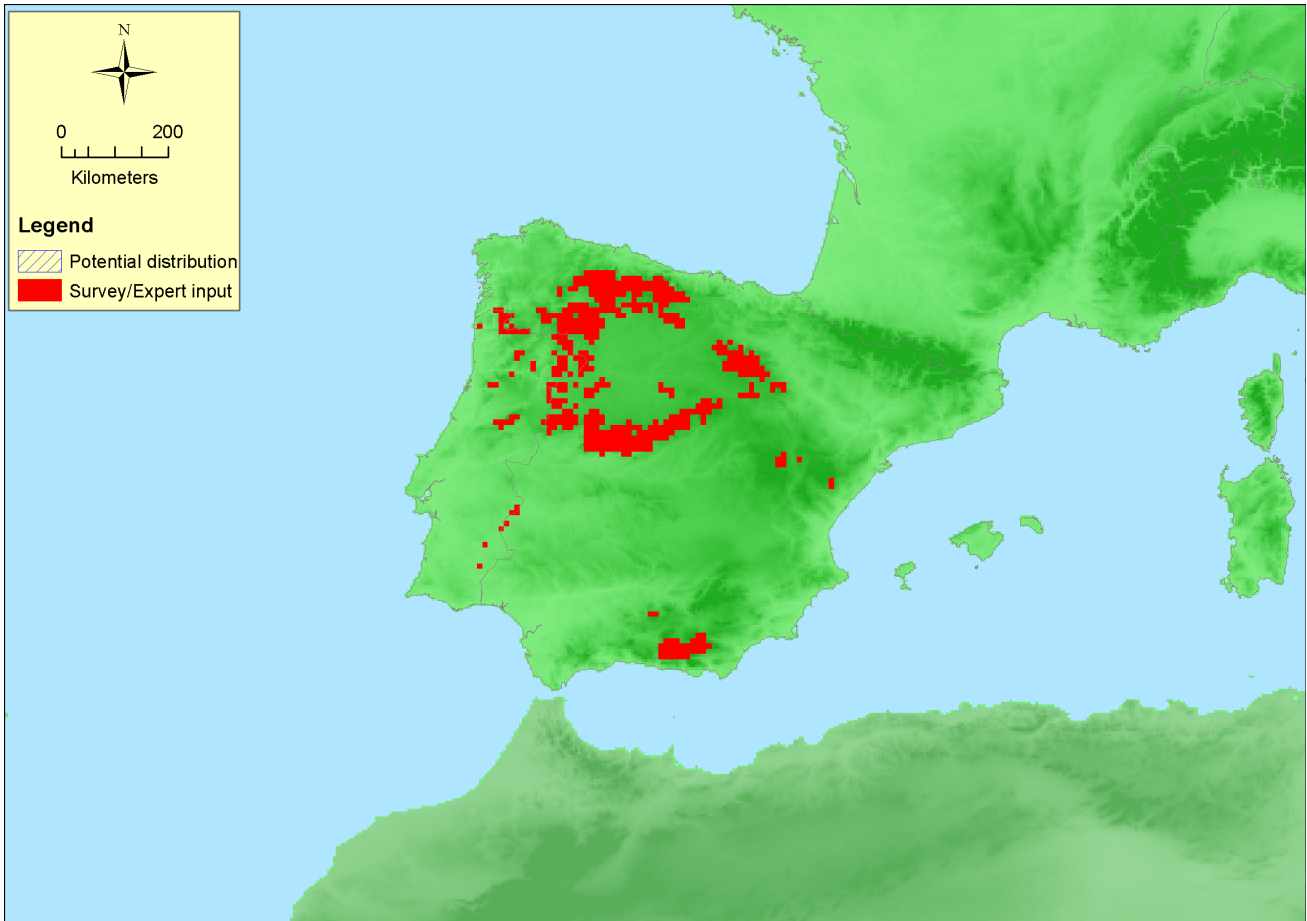 N
0 200
Kilometers
Legend
Potential distribution
Survey/Expert input